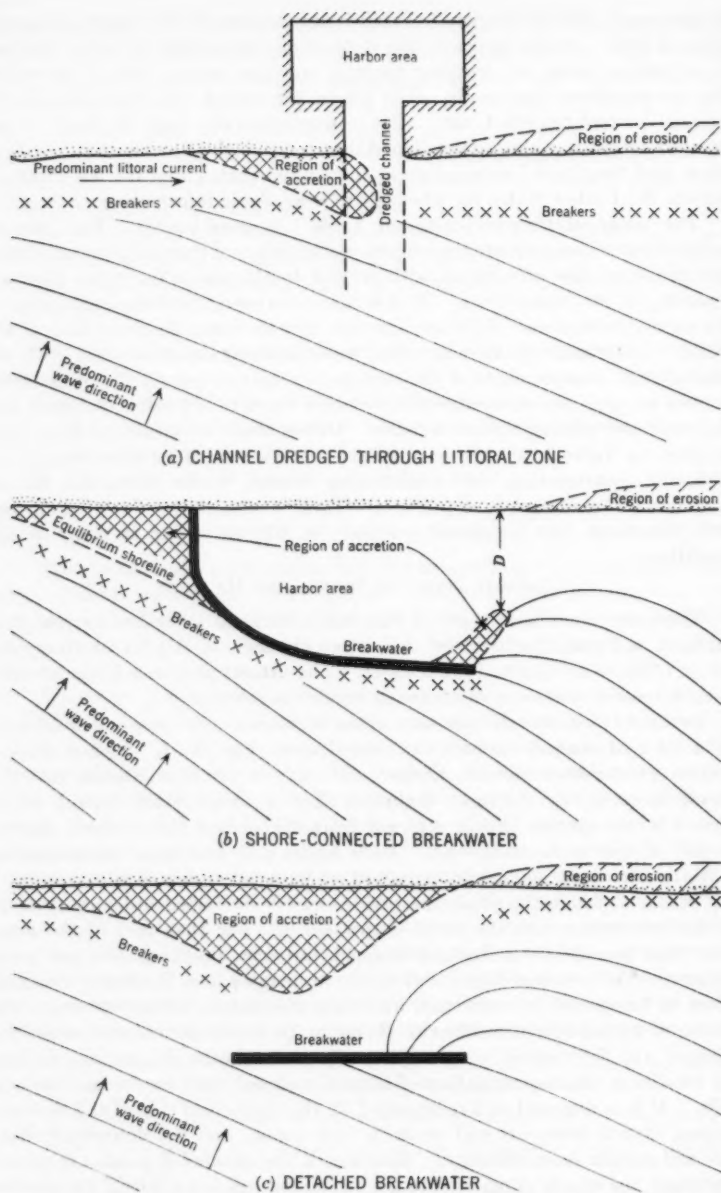 Harbor area
Region of erosion
Predominant littoral current
Region of
accretion
Dredged channel
× × × × × × Breakers × × × × ×
× × × Breakers × × × × ×
Predominant
wave direction
(a) CHANNEL DREDGED THROUGH LITTORAL ZONE
Region of erosion
Equilibrium shoreline
Region of accretion
D
Harbor area
Breakers
Breakwater
Predominant
wave direction
(b) SHORE-CONNECTED BREAKWATER
Region of erosion
Region of accretion
Breakers
Breakwater
Predominant
wave direction
(c) DETACHED BREAKWATER